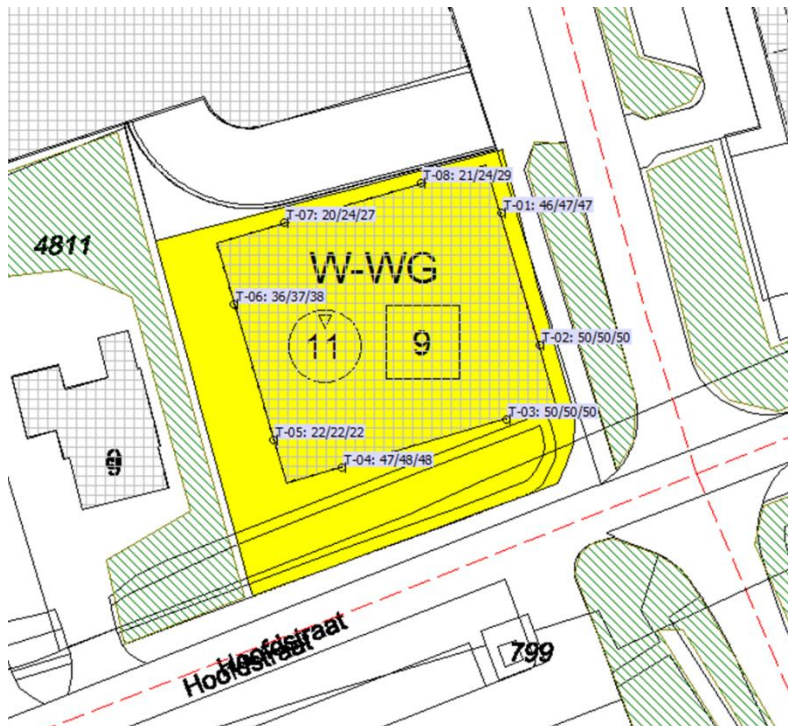 T-08: 21/24/29
T-01: 46/47/47
T-07: 20/24/27
4811
W-WG
T-06: 36/37/38
11
9
T-02: 50/50/50
T-03: 50/50/50
T-05: 22/22/22
T-04: 47/48/48
Hoofdstraat
Hoofdstraat
799